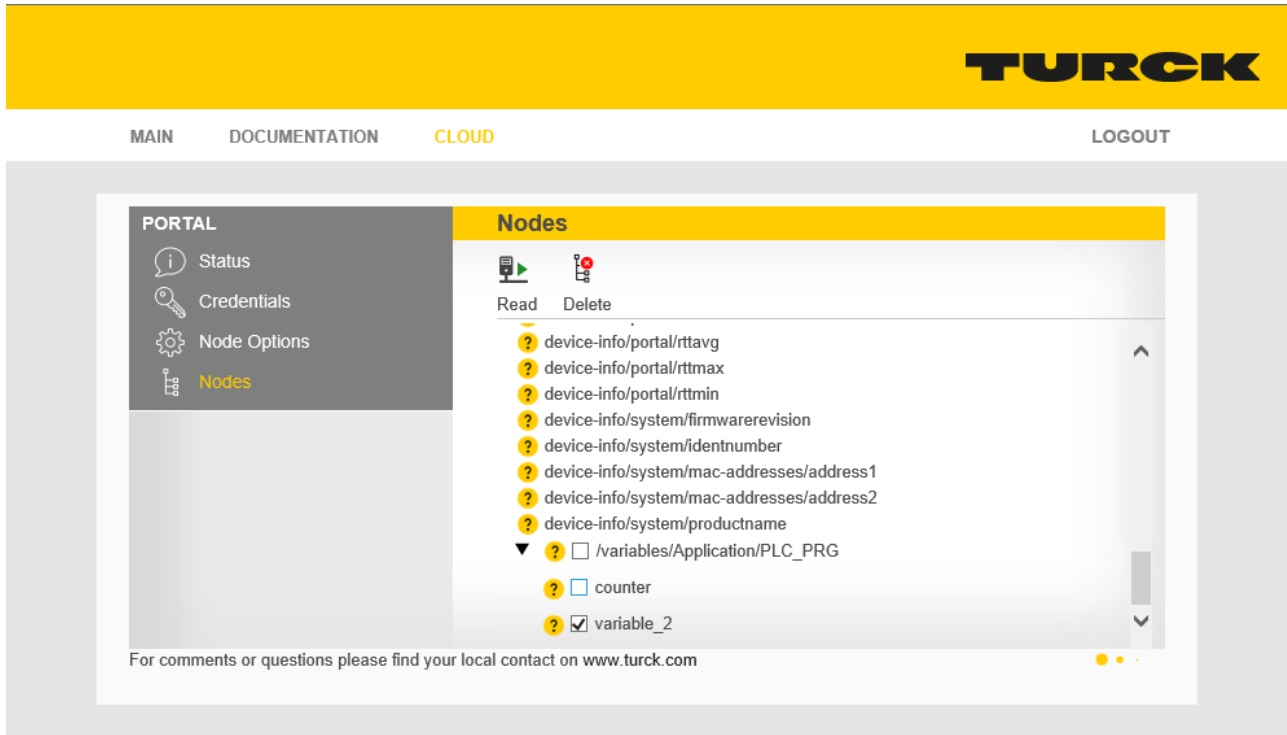 TURCK
MAIN DOCUMENTATION CLOUD LOGOUT
PORTAL
Status
Credentials
Node Options
Nodes
Nodes
Read Delete
device-info/portal/rttavg
device-info/portal/rttmax
device-info/portal/rttmin
device-info/system/firmwarerevision
device-info/system/identnumber
device-info/system/mac-addresses/address1
device-info/system/mac-addresses/address2
device-info/system/productname
/variables/Application/PLC_PRG
counter
variable_2
For comments or questions please find your local contact on www.turck.com